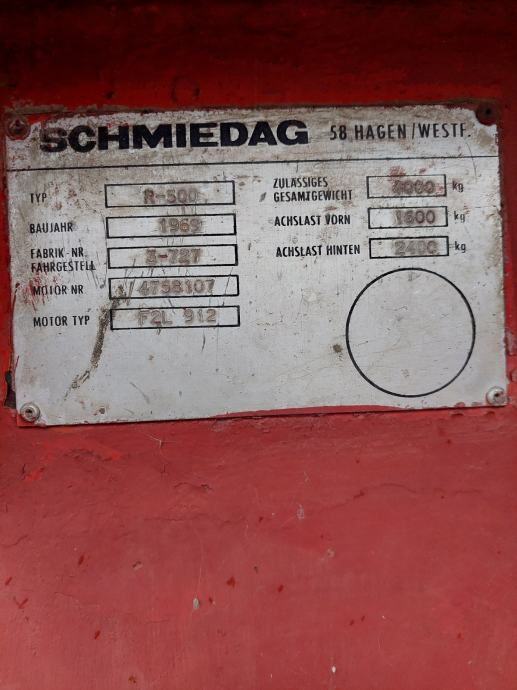 SCHMIEDAG 58 HAGEN/WESTF.
TYP R-500
BAUJAHR 1969
FABRIK-NR. FAHRGESTELL 3-727
MOTOR NR 4758107
MOTOR TYP F2L 912
ZULÄSSIGES GESAMTGEWICHT 4000 kg
ACHSLAST VORN 1600 kg
ACHSLAST HINTEN 2400 kg